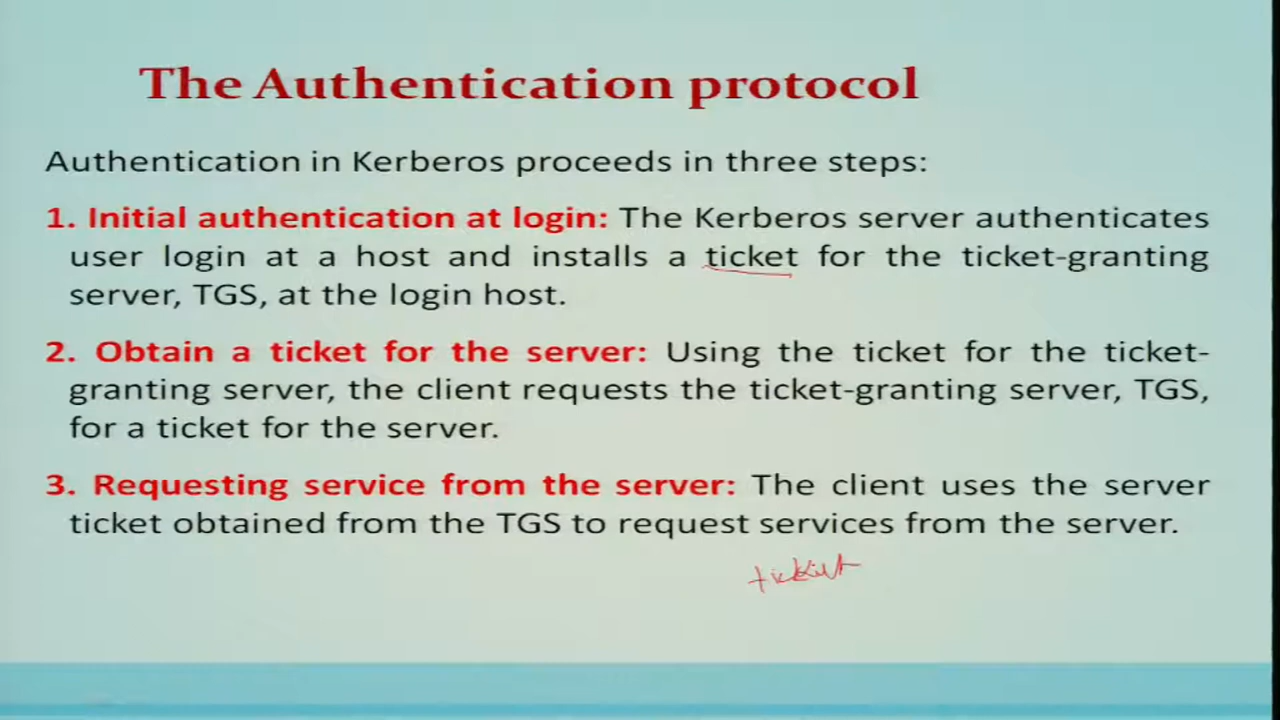 The Authentication protocol
Authentication in Kerberos proceeds in three steps:
1. Initial authentication at login: The Kerberos server authenticates
user login at a host and installs a ticket for the ticket-granting
server, TGS, at the login host.
2. Obtain a ticket for the server: Using the ticket for the ticket-
granting server, the client requests the ticket-granting server, TGS,
for a ticket for the server.
3. Requesting service from the server: The client uses the server
ticket obtained from the TGS to request services from the server.
ticket